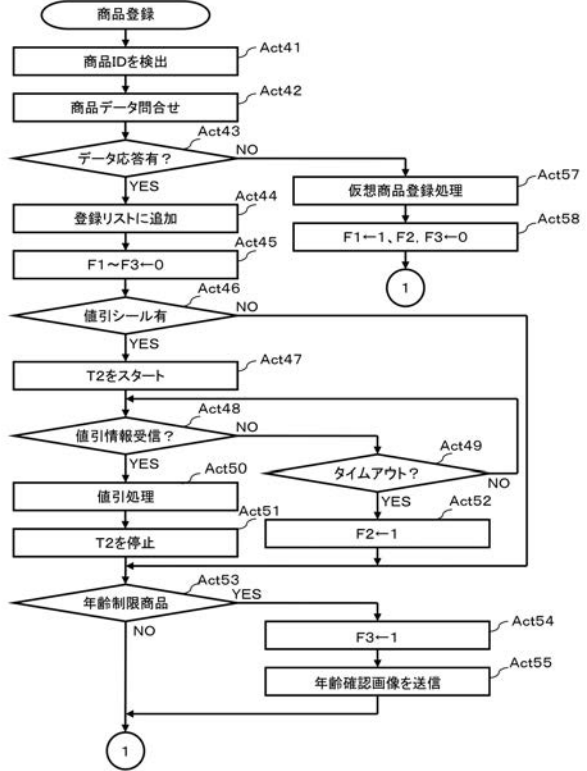 商品登録
Act41
商品IDを検出
Act42
商品データ問合せ
Act43
データ応答有？
NO
YES
Act57
仮想商品登録処理
Act44
登録リストに追加
Act58
F1←1、F2，F3←0
Act45
F1～F3←0
1
Act46
値引シール有
NO
YES
Act47
T2をスタート
Act48
値引情報受信？
NO
YES
Act49
タイムアウト？
NO
YES
Act50
値引処理
Act52
F2←1
Act51
T2を停止
Act53
年齢制限商品
YES
NO
Act54
F3←1
Act55
年齢確認画像を送信
1